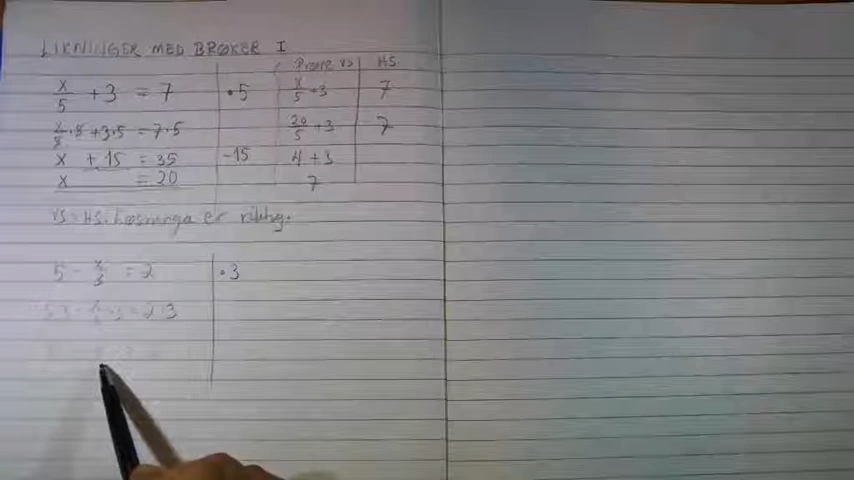 LIKNINGER MED BRØKER I
Prøve VS HS
x/5 + 3 = 7 | •5 | x/5 + 3 | 7
x/5 • 5 + 3 • 5 = 7 • 5 | 20/5 + 3 | 7
x + 15 = 35 | -15 | 4 + 3
x = 20 | 7
VS = HS. Løsninga er riktig.
5 - x/3 = 2 | •3
= 2 • 3